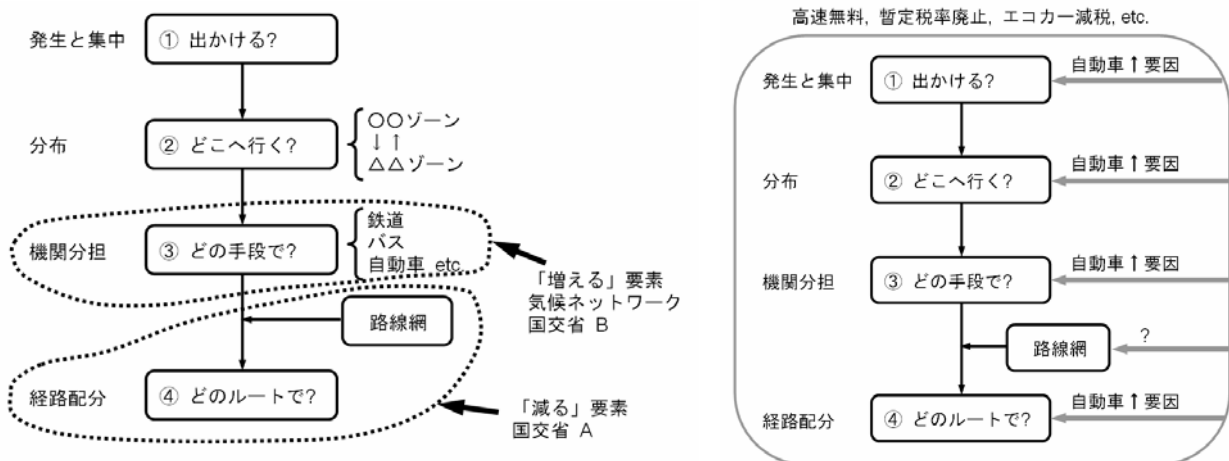 発生と集中
① 出かける?
分布
② どこへ行く?
○○ゾーン
↓ ↑
△△ゾーン
機関分担
③ どの手段で?
鉄道
バス
自動車 etc
「増える」要素
気候ネットワーク
国交省 B
路線網
経路配分
④ どのルートで?
「減る」要素
国交省 A
高速無料, 暫定税率廃止, エコカー減税, etc.
発生と集中
① 出かける?
自動車↑要因
分布
② どこへ行く?
自動車↑要因
機関分担
③ どの手段で?
自動車↑要因
路線網
?
経路配分
④ どのルートで?
自動車↑要因